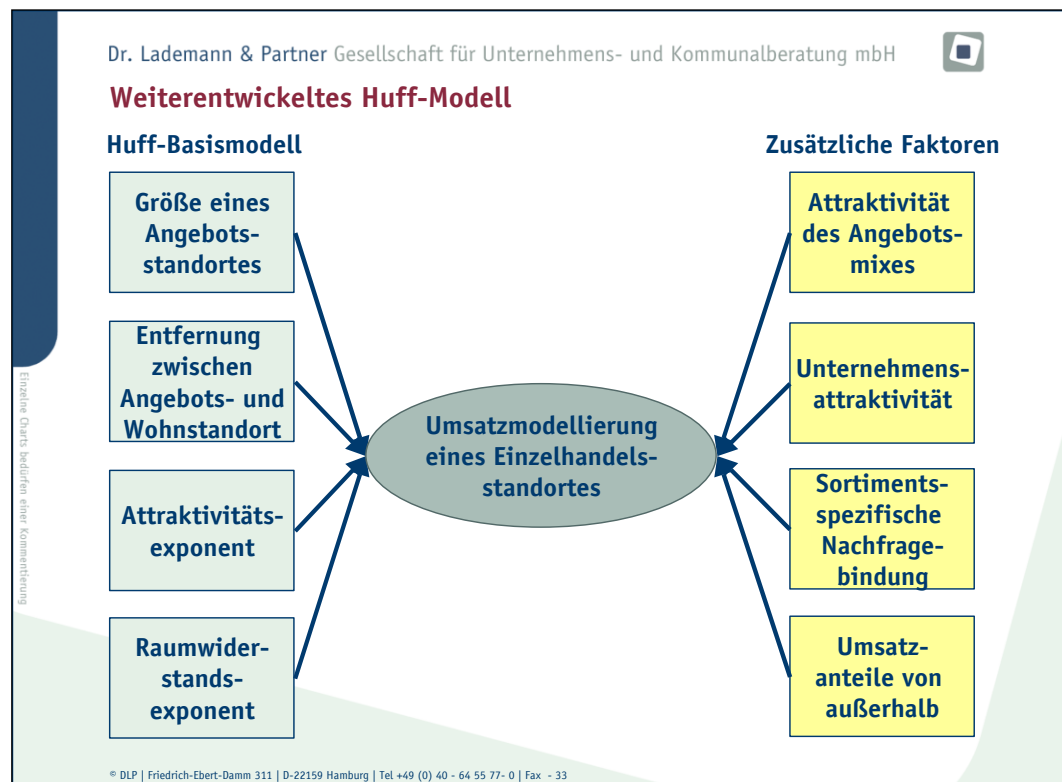 Dr. Lademann & Partner Gesellschaft für Unternehmens- und Kommunalberatung mbH
Weiterentwickeltes Huff-Modell
Huff-Basismodell
Größe eines
Angebots-
standortes
Entfernung
zwischen
Angebots- und
Wohnstandort
Attraktivitäts-
exponent
Raumwider-
stands-
exponent
Umsatzmodellierung
eines Einzelhandels-
standortes
Zusätzliche Faktoren
Attraktivität
des Angebots-
mixes
Unternehmens-
attraktivität
Sortiments-
spezifische
Nachfrage-
bindung
Umsatz-
anteile von
außerhalb
Einzelne Charts bedürfen einer Kommentierung
© DLP | Friedrich-Ebert-Damm 311 | D-22159 Hamburg | Tel +49 (0) 40 - 64 55 77- 0 | Fax - 33